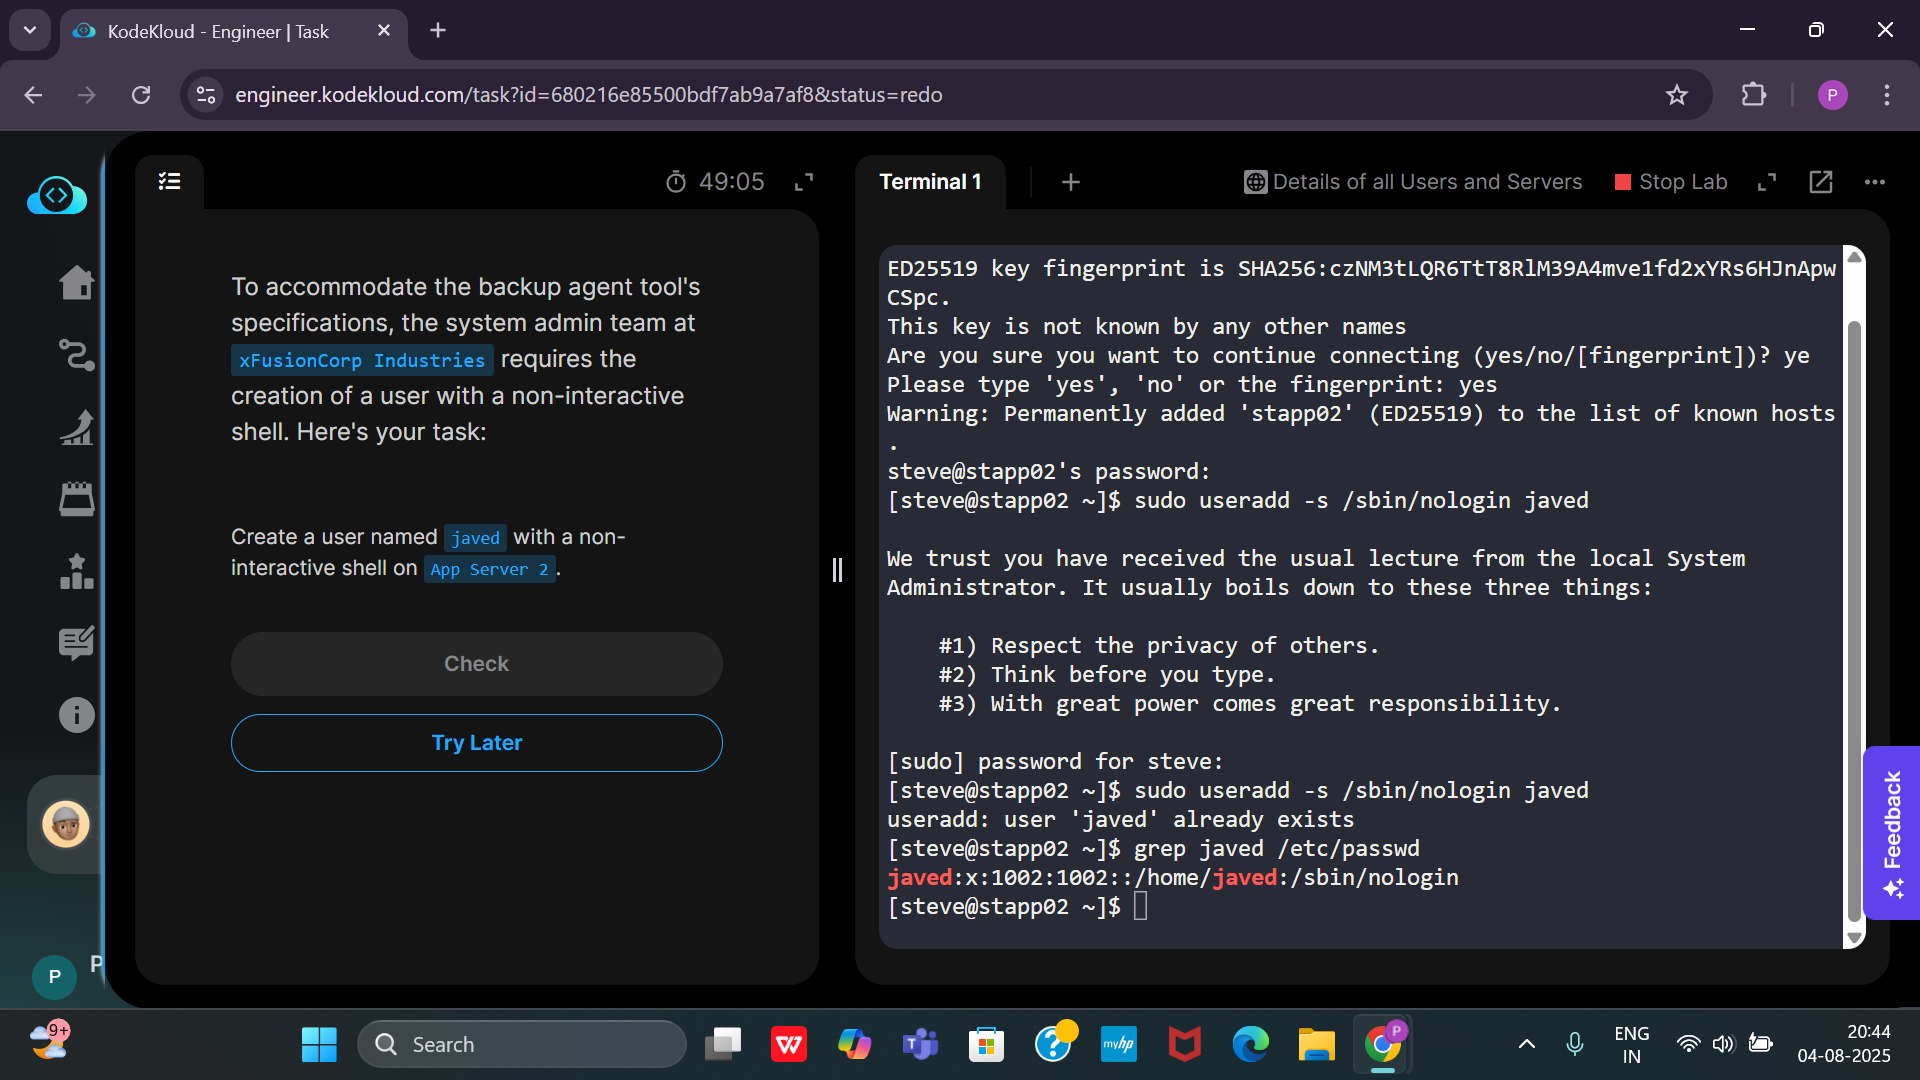 KodeKloud - Engineer | Task
engineer.kodekloud.com/task?id=680216e85500bdf7ab9a7af8&status=redo
P
49:05
To accommodate the backup agent tool's
specifications, the system admin team at
xFusionCorp Industries requires the
creation of a user with a non-interactive
shell. Here's your task:
Create a user named javed with a non-
interactive shell on App Server 2.
Check
Try Later
P
P
Terminal 1
Details of all Users and Servers
Stop Lab
ED25519 key fingerprint is SHA256:czNM3tLQR6TtT8RlM39A4mve1fd2xYRs6HJnApw
CSpc.
This key is not known by any other names
Are you sure you want to continue connecting (yes/no/[fingerprint])? ye
Please type 'yes', 'no' or the fingerprint: yes
Warning: Permanently added 'stapp02' (ED25519) to the list of known hosts
.
steve@stapp02's password:
[steve@stapp02 ~]$ sudo useradd -s /sbin/nologin javed
We trust you have received the usual lecture from the local System
Administrator. It usually boils down to these three things:
#1) Respect the privacy of others.
#2) Think before you type.
#3) With great power comes great responsibility.
[sudo] password for steve:
[steve@stapp02 ~]$ sudo useradd -s /sbin/nologin javed
useradd: user 'javed' already exists
[steve@stapp02 ~]$ grep javed /etc/passwd
javed:x:1002:1002::/home/javed:/sbin/nologin
[steve@stapp02 ~]$
Feedback
9+
Search
W
T
?
myhp
P
ENG
IN
20:44
04-08-2025